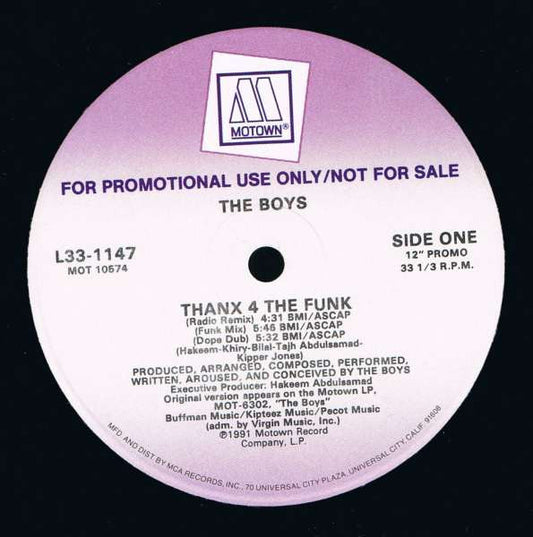 MOTOWN®
FOR PROMOTIONAL USE ONLY/NOT FOR SALE
THE BOYS
L33-1147
MOT 10574
SIDE ONE
12" PROMO
33 1/3 R.P.M.
THANX 4 THE FUNK
(Radio Remix) 4:31 BMI/ASCAP
(Funk Mix) 5:46 BMI/ASCAP
(Dope Dub) 5:32 BMI/ASCAP
(Hakeem-Khiry-Bilal-Tajh Abdulsamad-
Kipper Jones)
PRODUCED, ARRANGED, COMPOSED, PERFORMED,
WRITTEN, AROUSED, AND CONCEIVED BY THE BOYS
Executive Producer: Hakeem Abdulsamad
Original version appears on the Motown LP,
MOT-6302, "The Boys"
Buffman Music/Kipteez Music/Pecot Music
(adm. by Virgin Music, Inc.)
℗1991 Motown Record
Company, L.P.
MFD. AND DIST BY MCA RECORDS, INC., 70 UNIVERSAL CITY PLAZA, UNIVERSAL CITY, CALIF. 91608